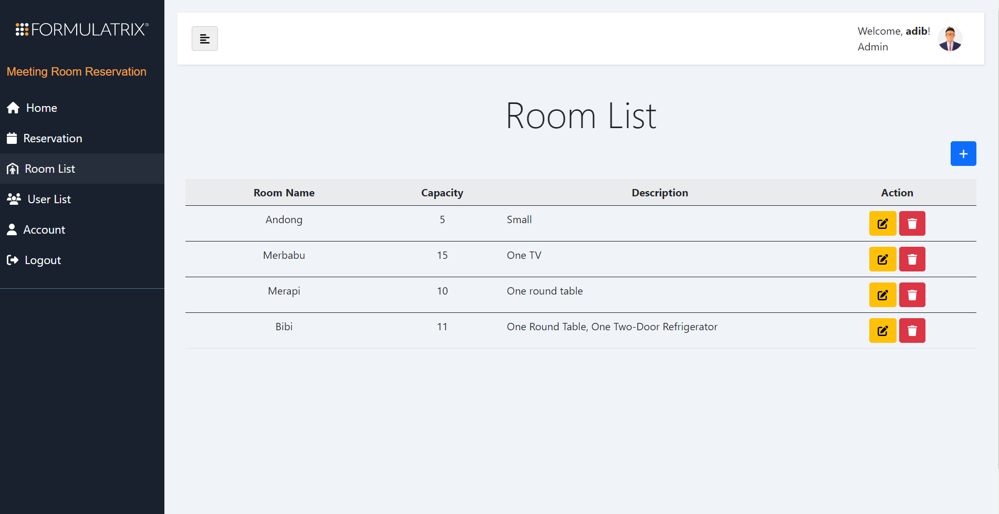 FORMULATRIX®
Meeting Room Reservation
Home
Reservation
Room List
User List
Account
Logout
Welcome, adib!
Admin
Room List
+
Room Name Capacity Description Action
Andong 5 Small
Merbabu 15 One TV
Merapi 10 One round table
Bibi 11 One Round Table, One Two-Door Refrigerator